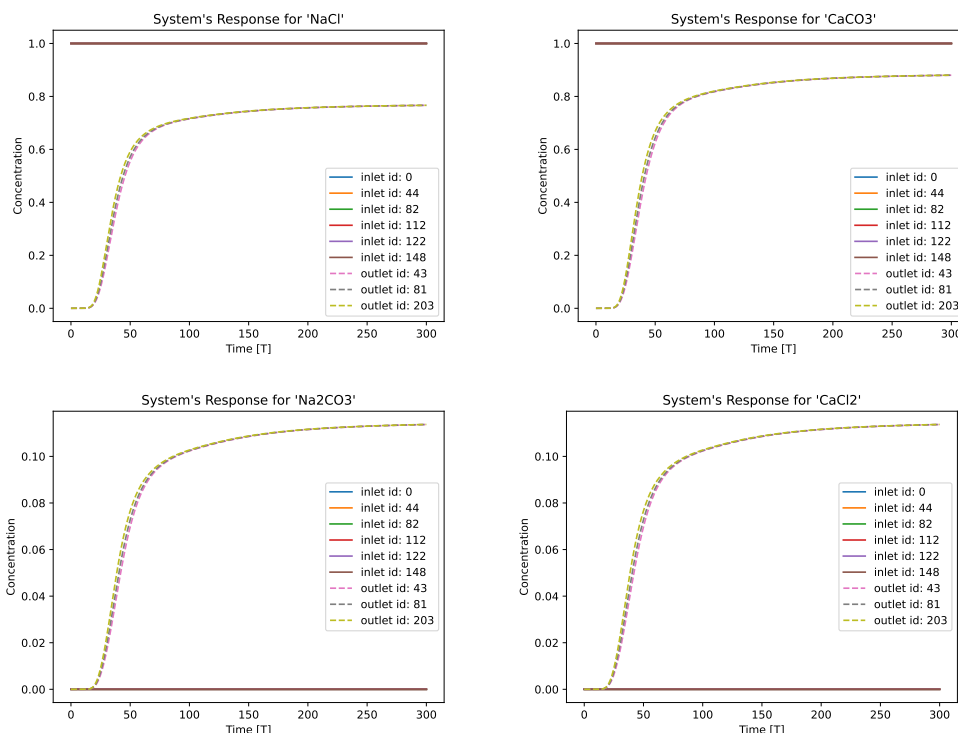 System's Response for 'NaCl'
1.0
0.8
0.6
0.4
0.2
0.0
Concentration
inlet id: 0
inlet id: 44
inlet id: 82
inlet id: 112
inlet id: 122
inlet id: 148
outlet id: 43
outlet id: 81
outlet id: 203
0 50 100 150 200 250 300
Time [T]
System's Response for 'CaCO3'
1.0
0.8
0.6
0.4
0.2
0.0
Concentration
inlet id: 0
inlet id: 44
inlet id: 82
inlet id: 112
inlet id: 122
inlet id: 148
outlet id: 43
outlet id: 81
outlet id: 203
0 50 100 150 200 250 300
Time [T]
System's Response for 'Na2CO3'
0.10
0.08
0.06
0.04
0.02
0.00
Concentration
inlet id: 0
inlet id: 44
inlet id: 82
inlet id: 112
inlet id: 122
inlet id: 148
outlet id: 43
outlet id: 81
outlet id: 203
0 50 100 150 200 250 300
Time [T]
System's Response for 'CaCl2'
0.10
0.08
0.06
0.04
0.02
0.00
Concentration
inlet id: 0
inlet id: 44
inlet id: 82
inlet id: 112
inlet id: 122
inlet id: 148
outlet id: 43
outlet id: 81
outlet id: 203
0 50 100 150 200 250 300
Time [T]